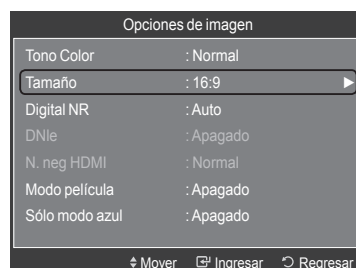 Opciones de imagen
Tono Color : Normal
Tamaño : 16:9
Digital NR : Auto
DNIe : Apagado
N. neg HDMI : Normal
Modo película : Apagado
Sólo modo azul : Apagado
Mover Ingresar Regresar